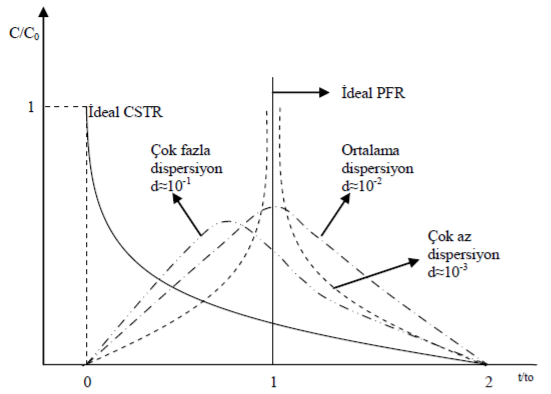 C/C₀
1
İdeal CSTR
İdeal PFR
Çok fazla
dispersiyon
d≈10⁻¹
Ortalama
dispersiyon
d≈10⁻²
Çok az
dispersiyon
d≈10⁻³
0
1
2
t/to